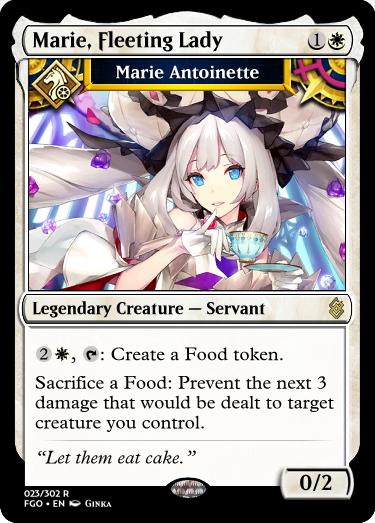 Marie, Fleeting Lady 1
Marie Antoinette
Legendary Creature — Servant
2, : Create a Food token.
Sacrifice a Food: Prevent the next 3
damage that would be dealt to target
creature you control.
“Let them eat cake.”
0/2
023/302 R
FGO • EN GINKA